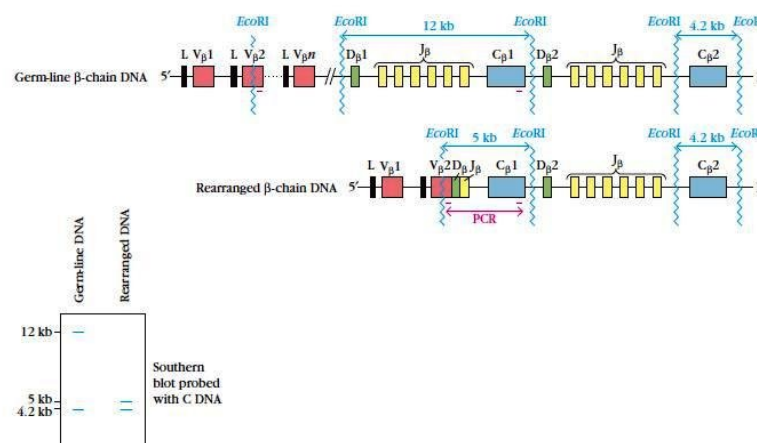 EcoRI EcoRI 12 kb EcoRI EcoRI 4.2 kb EcoR
L Vβ1 L Vβ2 L Vβn Dβ1 Jβ Cβ1 Dβ2 Jβ Cβ2
Germ-line β-chain DNA 5′
EcoRI 5 kb EcoRI EcoRI 4.2 kb EcoR
L Vβ1 Vβ2 Dβ Jβ Cβ1 Dβ2 Jβ Cβ2
Rearranged β-chain DNA 5′
PCR
Germ-line DNA
Rearranged DNA
12 kb
Southern
blot probed
with C DNA
5 kb
4.2 kb